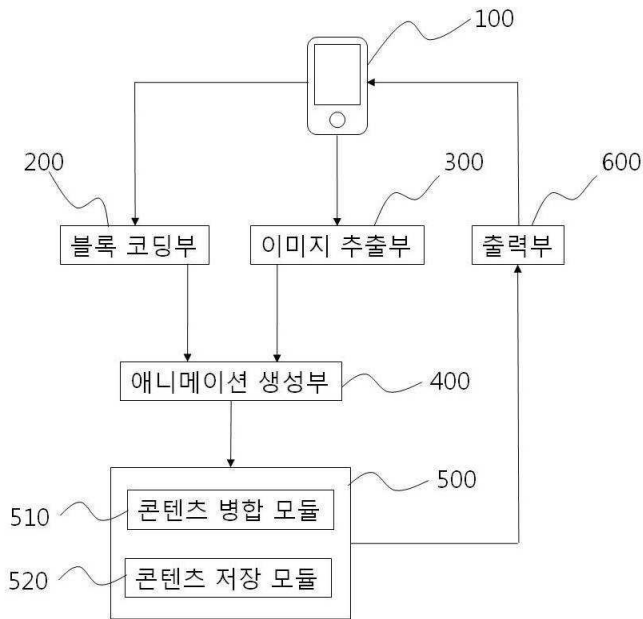 100
200
300
600
블록 코딩부
이미지 추출부
출력부
애니메이션 생성부
400
500
510
콘텐츠 병합 모듈
520
콘텐츠 저장 모듈